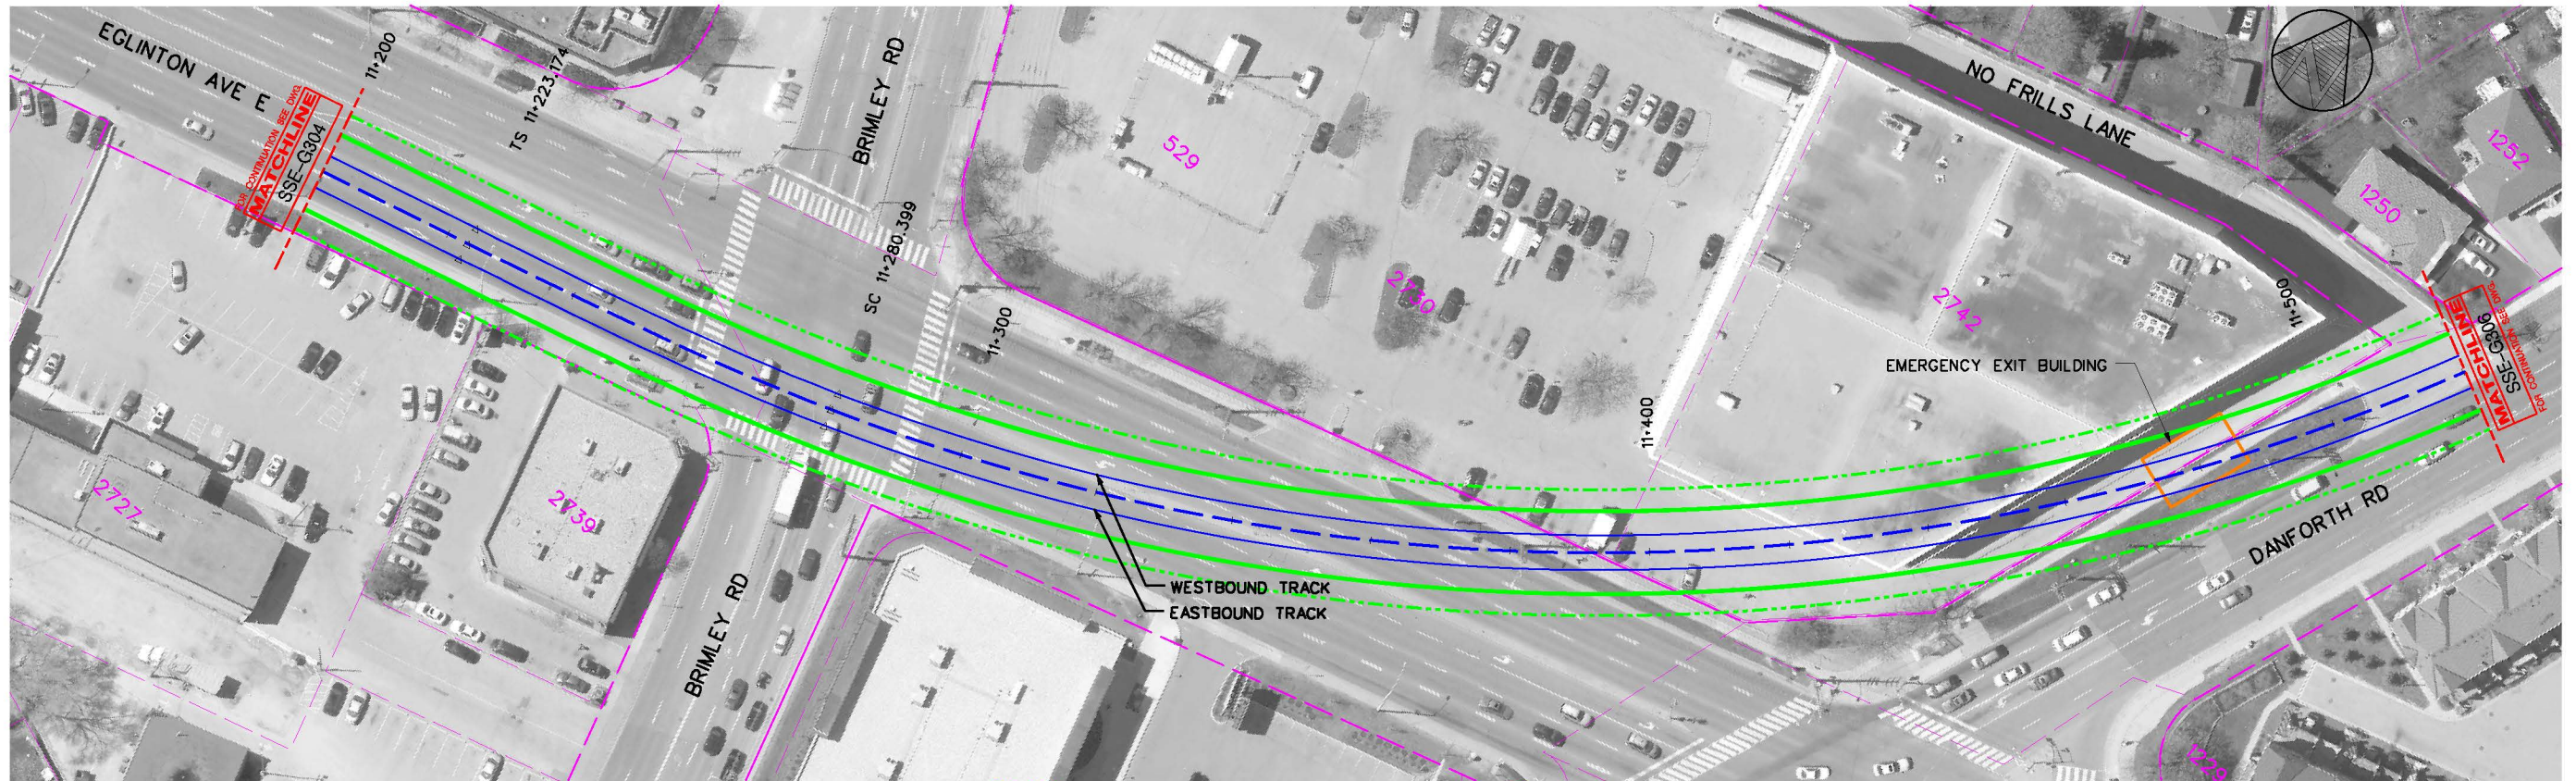 EGLINTON AVE E
FOR CONTINUATION SEE DWG.
MATCHLINE
SSE-G304
11+200
TS 11+223.174
BRIMLEY RD
SC 11+280.399
11+300
529
2730
NO FRILLS LANE
2742
1250
1252
11+500
EMERGENCY EXIT BUILDING
11+400
MATCHLINE
SSE-G306
FOR CONTINUATION SEE DWG.
DANFORTH RD
2727
2739
BRIMLEY RD
WESTBOUND TRACK
EASTBOUND TRACK
1229